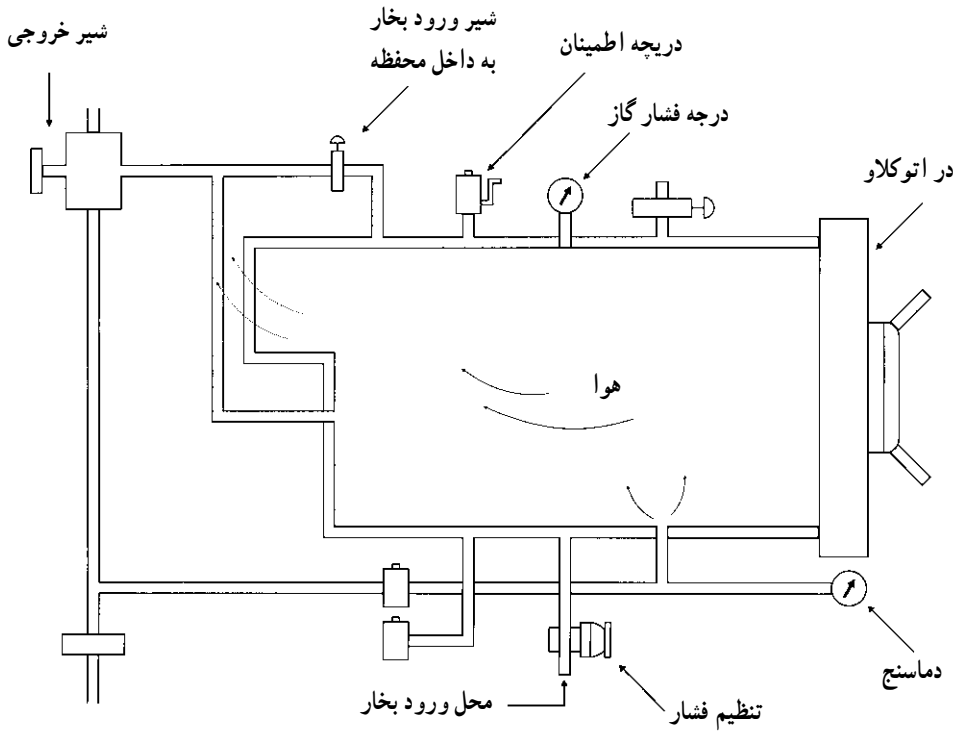 شیر خروجی
شیر ورود بخار
به داخل محفظه
دریچه اطمینان
درجه فشار گاز
در اتوکلاو
هوا
دماسنج
تنظیم فشار
محل ورود بخار